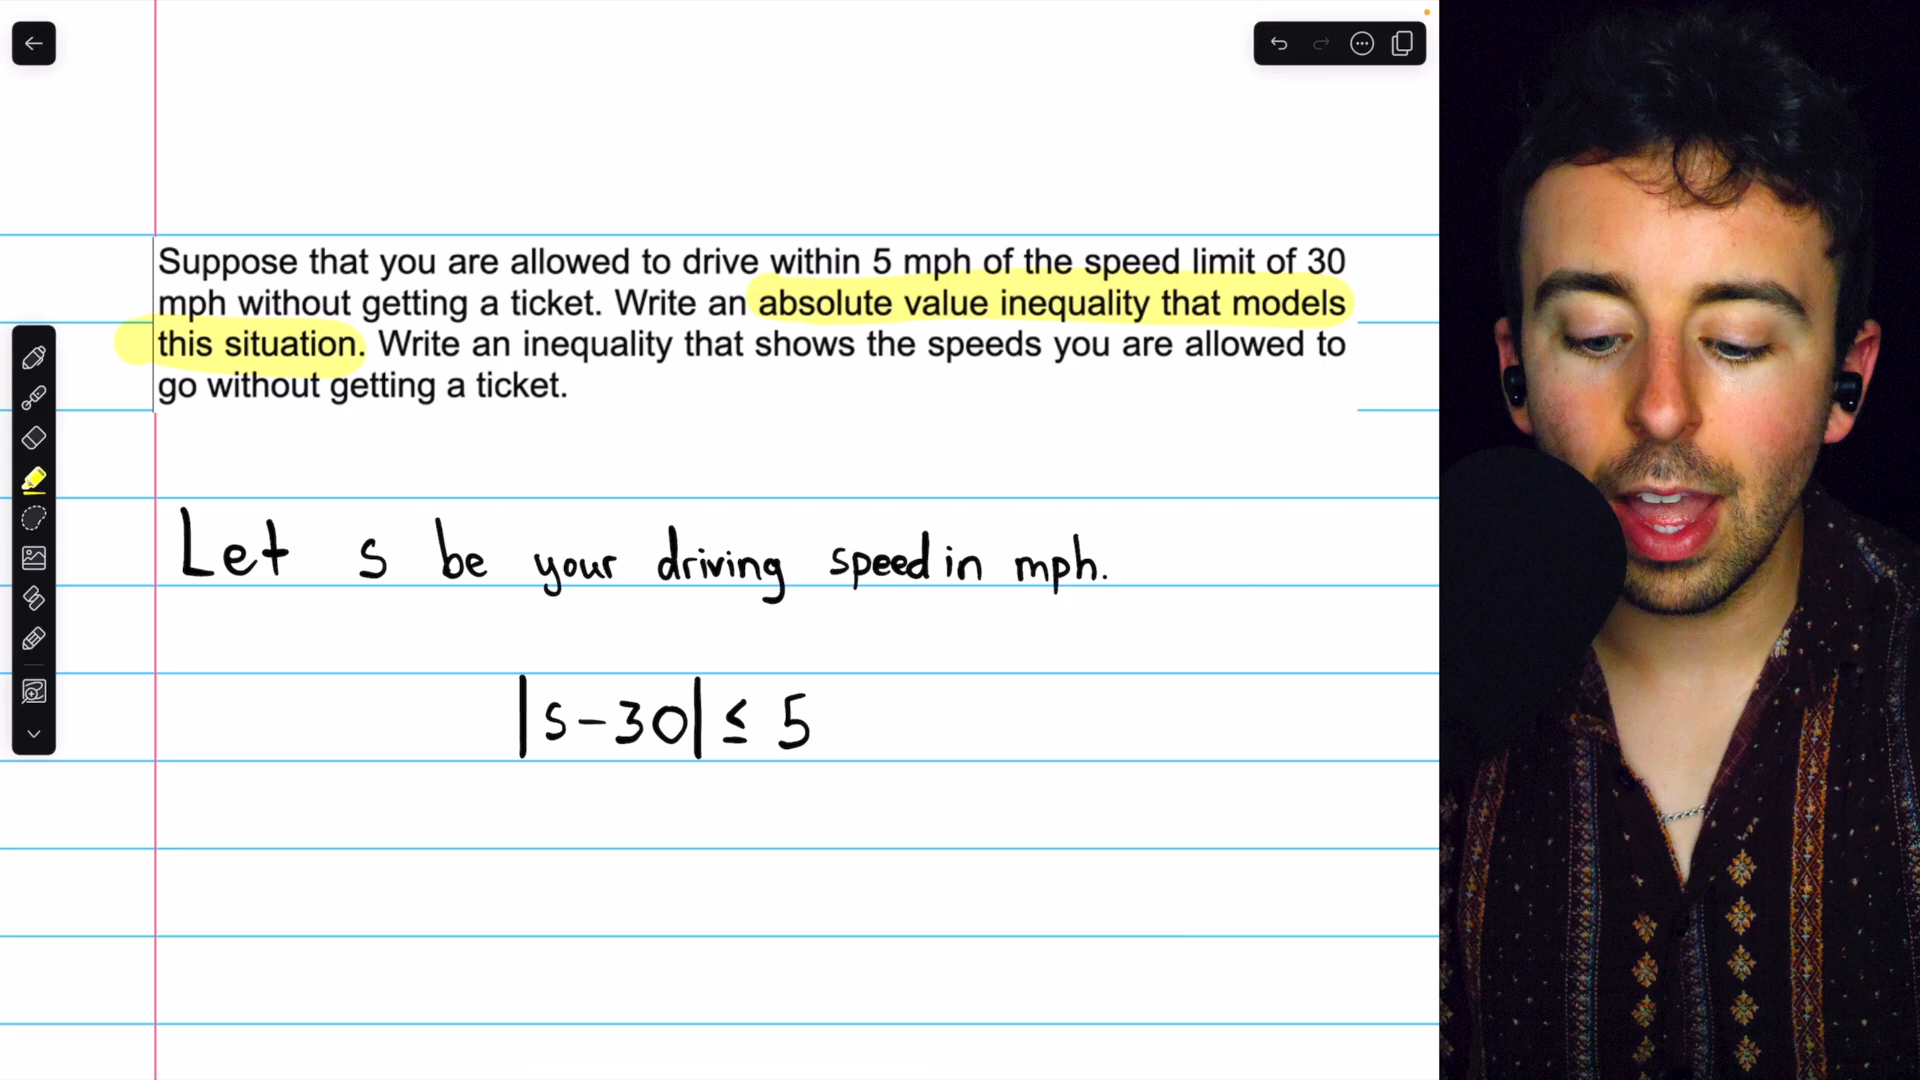 Suppose that you are allowed to drive within 5 mph of the speed limit of 30
mph without getting a ticket. Write an absolute value inequality that models
this situation. Write an inequality that shows the speeds you are allowed to
go without getting a ticket.
Let s be your driving speed in mph.
|s-30| ≤ 5